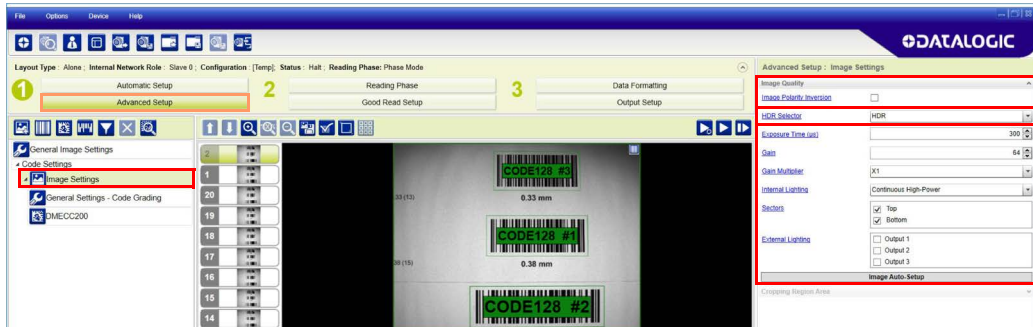 File Options Device Help
DATALOGIC
Layout Type : Alone ; Internal Network Role : Slave 0 ; Configuration : [Temp]; Status : Halt ; Reading Phase: Phase Mode
1 Automatic Setup
Advanced Setup
2 Reading Phase
Good Read Setup
3 Data Formatting
Output Setup
General Image Settings
Code Settings
Image Settings
General Settings - Code Grading
DMECC200
2
1
20
19
18
17
16
15
14
CODE128 #3
33 (13)
0.33 mm
CODE128 #1
38 (15)
0.38 mm
CODE128 #2
Advanced Setup : Image Settings
Image Quality
Image Polarity Inversion
HDR Selector HDR
Exposure Time (µs) 300
Gain 64
Gain Multiplier X1
Internal Lighting Continuous High-Power
Sectors Top
Bottom
External Lighting Output 1
Output 2
Output 3
Image Auto-Setup
Cropping Region Area